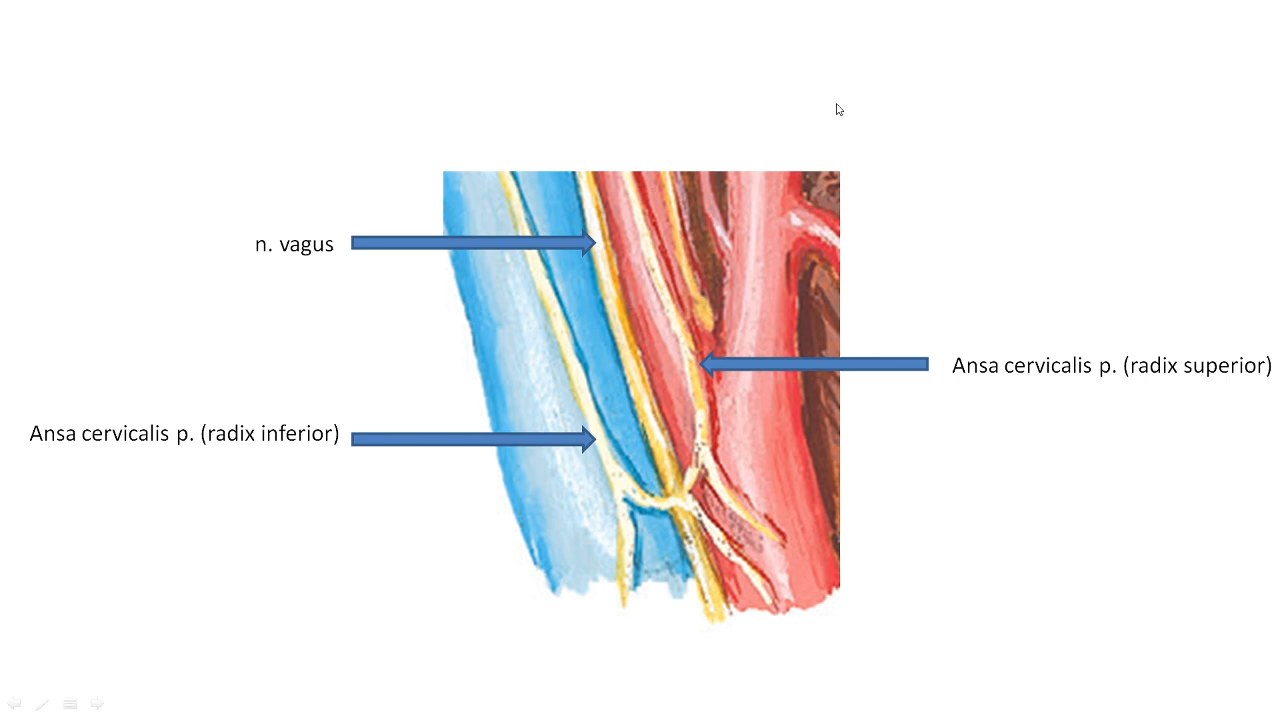 n. vagus
Ansa cervicalis p. (radix superior)
Ansa cervicalis p. (radix inferior)